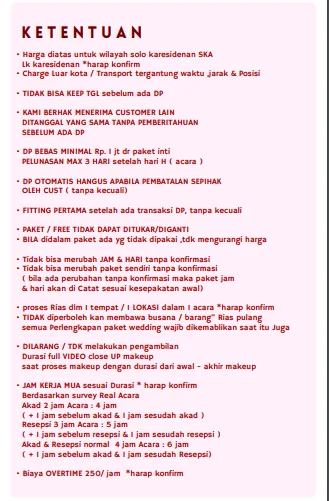 KETENTUAN
• Harga diatas untuk wilayah solo karesidenan SKA
Lk karesidenan *harap konfirm
• Charge Luar kota / Transport tergantung waktu ,jarak & Posisi
• TIDAK BISA KEEP TGL sebelum ada DP
• KAMI BERHAK MENERIMA CUSTOMER LAIN
DITANGGAL YANG SAMA TANPA PEMBERITAHUAN
SEBELUM ADA DP
• DP BEBAS MINIMAL Rp. 1 jt dr paket inti
PELUNASAN MAX 3 HARI setelah hari H ( acara )
• DP OTOMATIS HANGUS APABILA PEMBATALAN SEPIHAK
OLEH CUST ( tanpa kecuali)
• FITTING PERTAMA setelah ada transaksi DP, tanpa kecuali
• PAKET / FREE TIDAK DAPAT DITUKAR/DIGANTI
• BILA didalam paket ada yg tidak dipakai ,tdk mengurangi harga
• Tidak bisa merubah JAM & HARI tanpa konfirmasi
• Tidak bisa merubah paket sendiri tanpa konfirmasi
( bila ada perubahan tanpa konfirmasi maka paket jam
& hari akan di Catat sesuai kesepakatan awal)
• proses Rias dlm 1 tempat / 1 LOKASI dalam 1 acara *harap konfirm
• TIDAK diperboleh kan membawa busana / barang" Rias pulang
semua Perlengkapan paket wedding wajib dikemablikan saat itu Juga
• DILARANG / TDK melakukan pengambilan
Durasi full VIDEO close UP makeup
saat proses makeup dengan durasi dari awal - akhir makeup
• JAM KERJA MUA sesuai Durasi * harap konfirm
Berdasarkan survey Real Acara
Akad 2 jam Acara : 4 jam
( + 1 jam sebelum akad & 1 jam sesudah akad )
Resepsi 3 jam Acara : 5 jam
( + 1 jam sebelum resepsi & 1 jam sesudah resepsi )
Akad & Resepsi normal 4 jam Acara : 6 jam
( + 1 jam sebelum akad & 1 jam sesudah Resepsi)
• Biaya OVERTIME 250/ jam *harap konfirm